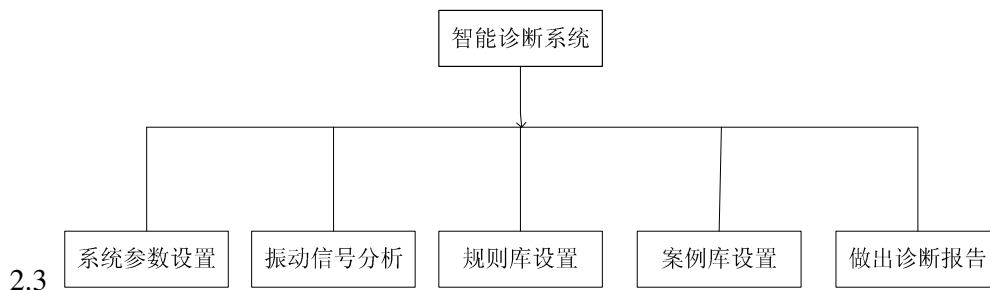 智能诊断系统
系统参数设置
振动信号分析
规则库设置
案例库设置
做出诊断报告
2.3